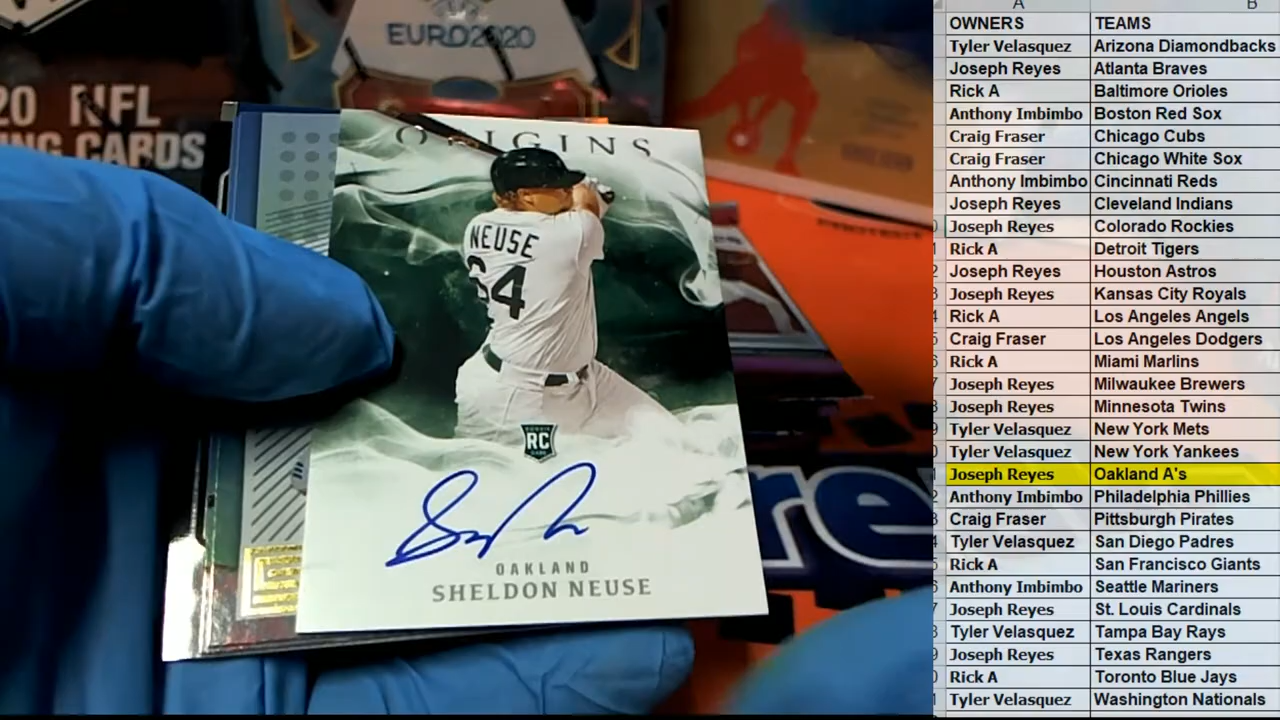 EURO2020
20 NFL
NG CARDS
ORIGINS
NEUSE
64
RC
OAKLAND
SHELDON NEUSE
re
A B
OWNERS TEAMS
Tyler Velasquez Arizona Diamondbacks
Joseph Reyes Atlanta Braves
Rick A Baltimore Orioles
Anthony Imbimbo Boston Red Sox
Craig Fraser Chicago Cubs
Craig Fraser Chicago White Sox
Anthony Imbimbo Cincinnati Reds
Joseph Reyes Cleveland Indians
Joseph Reyes Colorado Rockies
Rick A Detroit Tigers
Joseph Reyes Houston Astros
Joseph Reyes Kansas City Royals
Rick A Los Angeles Angels
Craig Fraser Los Angeles Dodgers
Rick A Miami Marlins
Joseph Reyes Milwaukee Brewers
Joseph Reyes Minnesota Twins
Tyler Velasquez New York Mets
Tyler Velasquez New York Yankees
Joseph Reyes Oakland A's
Anthony Imbimbo Philadelphia Phillies
Craig Fraser Pittsburgh Pirates
Tyler Velasquez San Diego Padres
Rick A San Francisco Giants
Anthony Imbimbo Seattle Mariners
Joseph Reyes St. Louis Cardinals
Tyler Velasquez Tampa Bay Rays
Joseph Reyes Texas Rangers
Rick A Toronto Blue Jays
Tyler Velasquez Washington Nationals